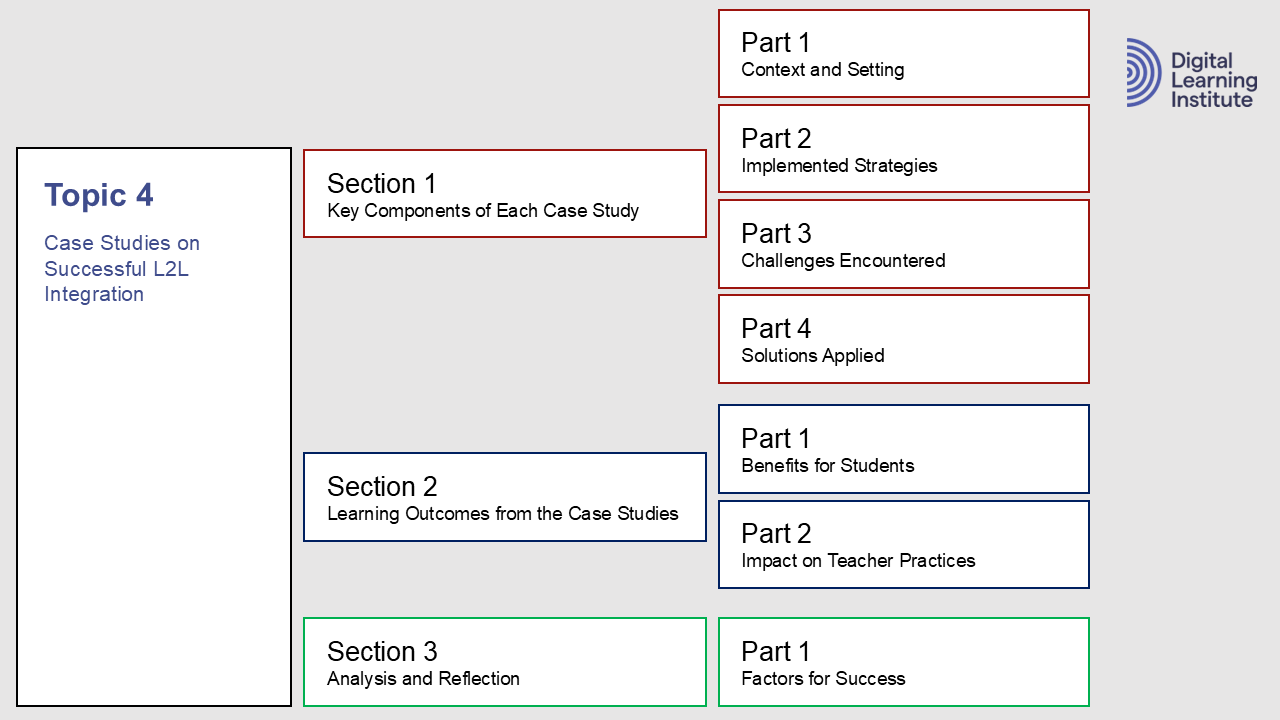 Topic 4
Case Studies on
Successful L2L
Integration
Section 1
Key Components of Each Case Study
Part 1
Context and Setting
Part 2
Implemented Strategies
Part 3
Challenges Encountered
Part 4
Solutions Applied
Section 2
Learning Outcomes from the Case Studies
Part 1
Benefits for Students
Part 2
Impact on Teacher Practices
Section 3
Analysis and Reflection
Part 1
Factors for Success
Digital
Learning
Institute